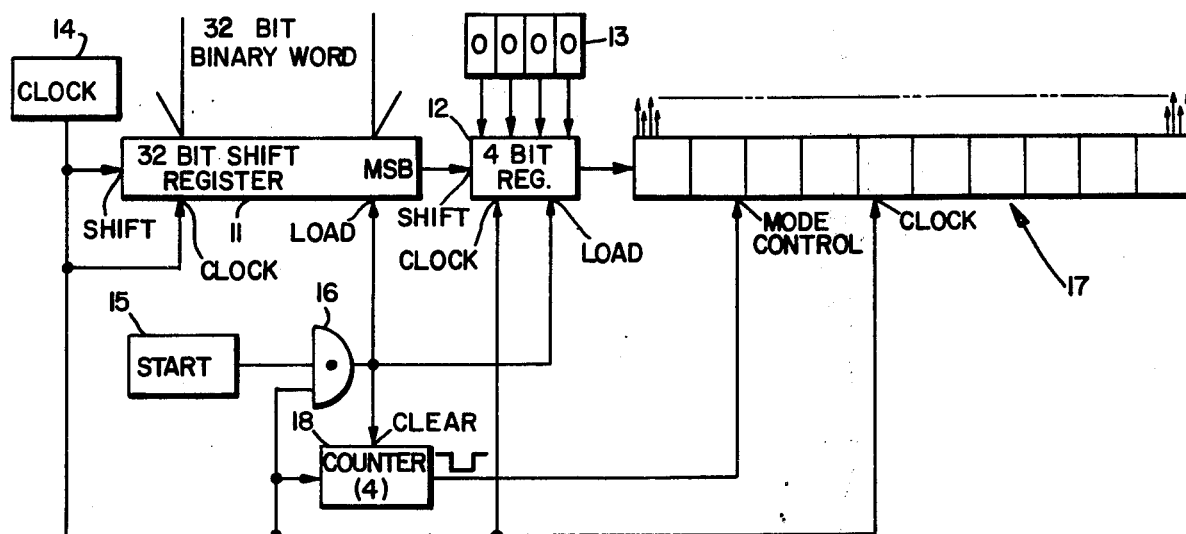 14
32 BIT
BINARY WORD
0 0 0 0
13
CLOCK
12
32 BIT SHIFT
REGISTER
MSB
4 BIT
REG.
SHIFT
11
LOAD
CLOCK
SHIFT
CLOCK
LOAD
MODE
CONTROL
CLOCK
17
15
16
START
18
CLEAR
COUNTER
(4)